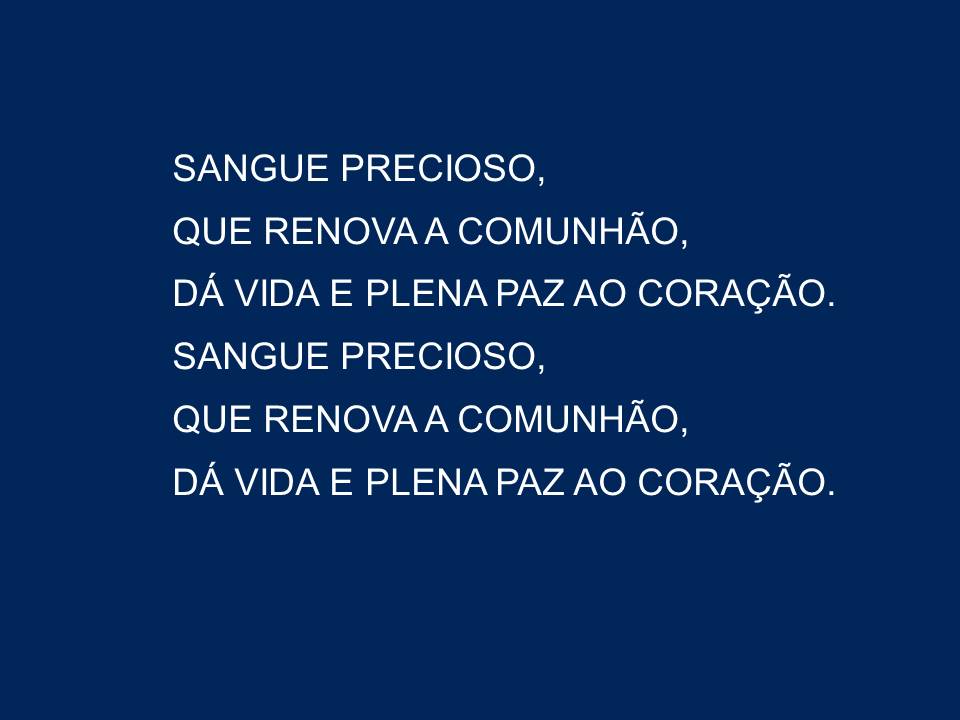 SANGUE PRECIOSO,
QUE RENOVA A COMUNHÃO,
DÁ VIDA E PLENA PAZ AO CORAÇÃO.
SANGUE PRECIOSO,
QUE RENOVA A COMUNHÃO,
DÁ VIDA E PLENA PAZ AO CORAÇÃO.